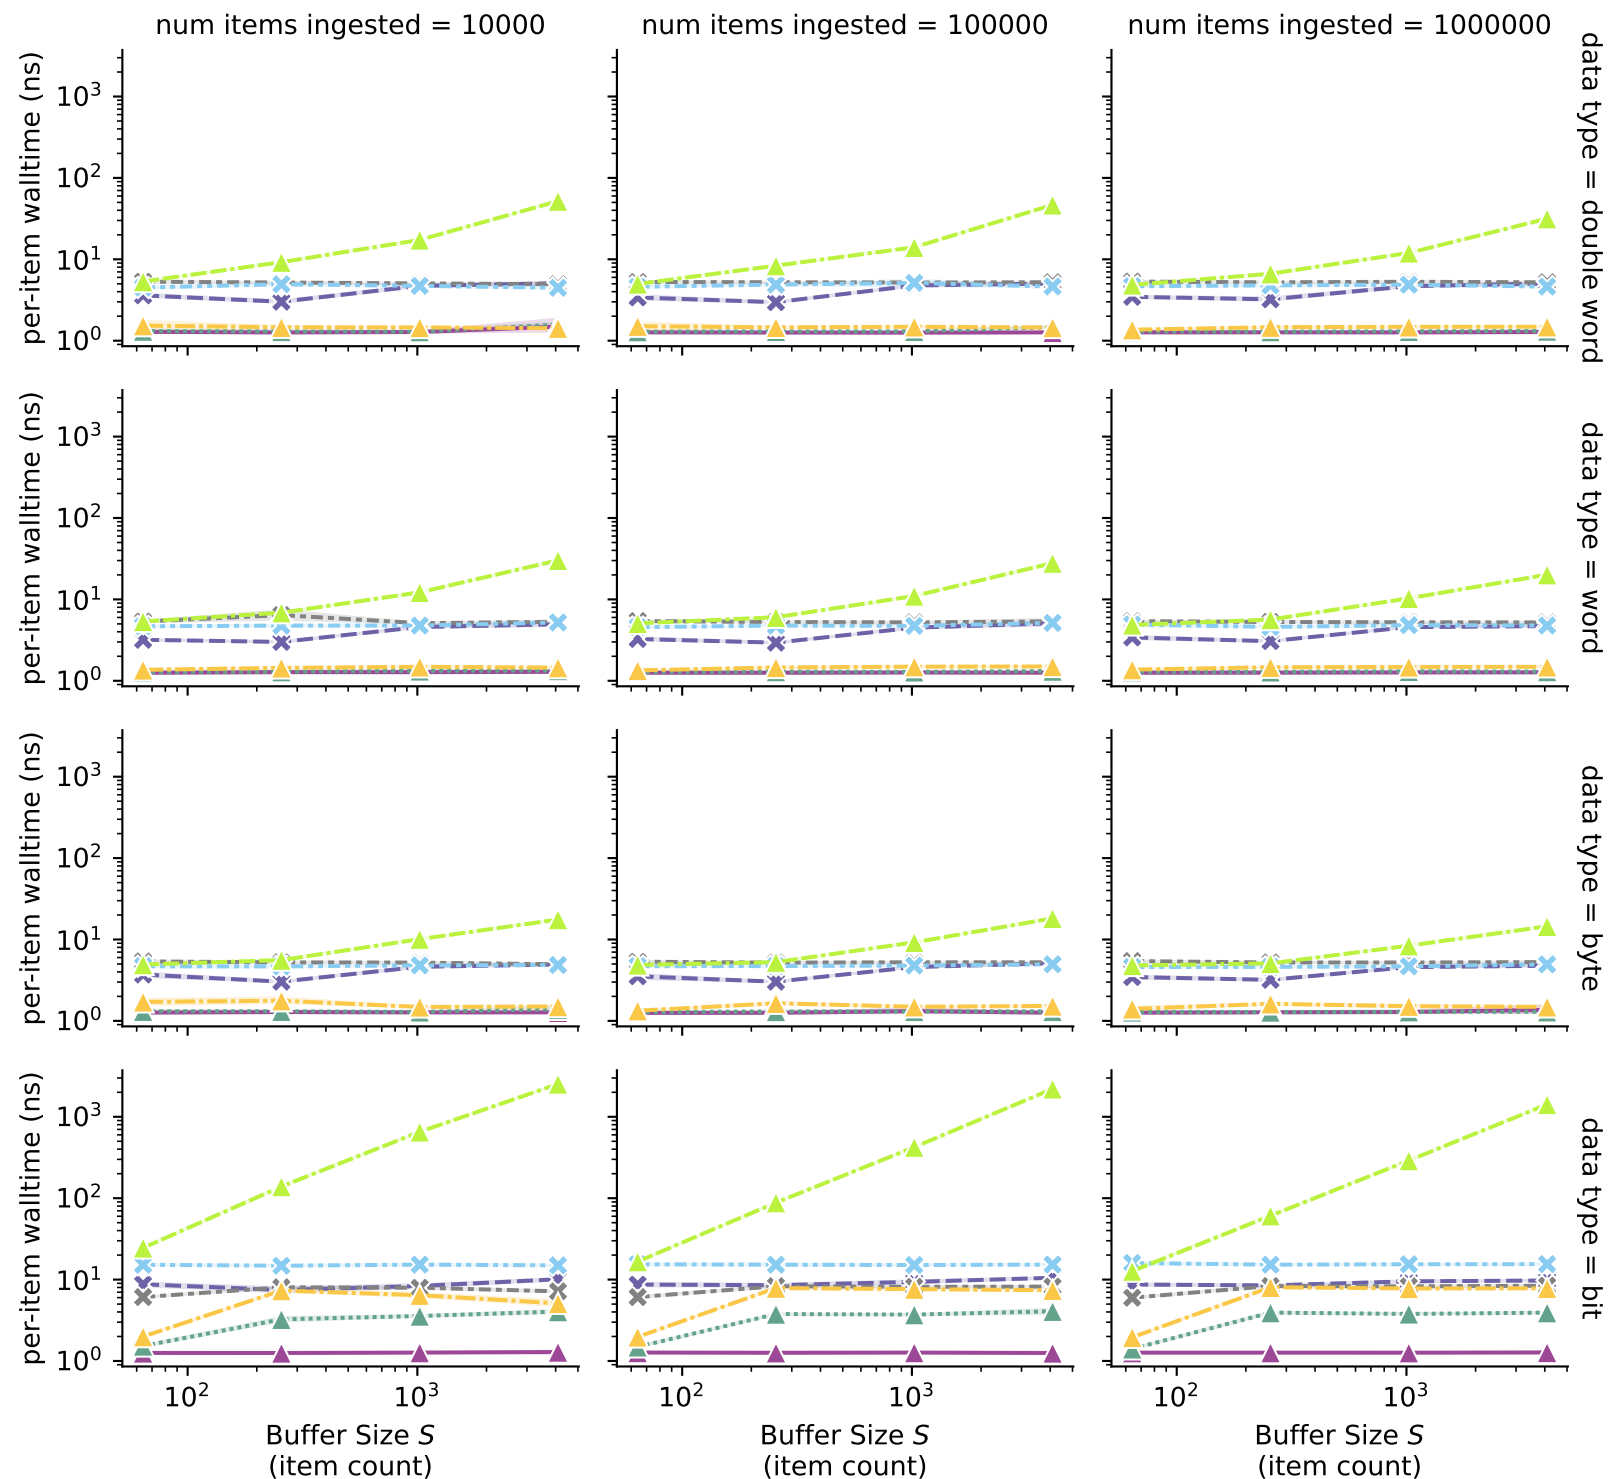 num items ingested = 10000
num items ingested = 100000
num items ingested = 1000000
per-item walltime (ns)
10³
10²
10¹
10⁰
data type = double word
per-item walltime (ns)
10³
10²
10¹
10⁰
data type = word
per-item walltime (ns)
10³
10²
10¹
10⁰
data type = byte
per-item walltime (ns)
10³
10²
10¹
10⁰
data type = bit
10² 10³
10² 10³
10² 10³
Buffer Size S
(item count)
Buffer Size S
(item count)
Buffer Size S
(item count)